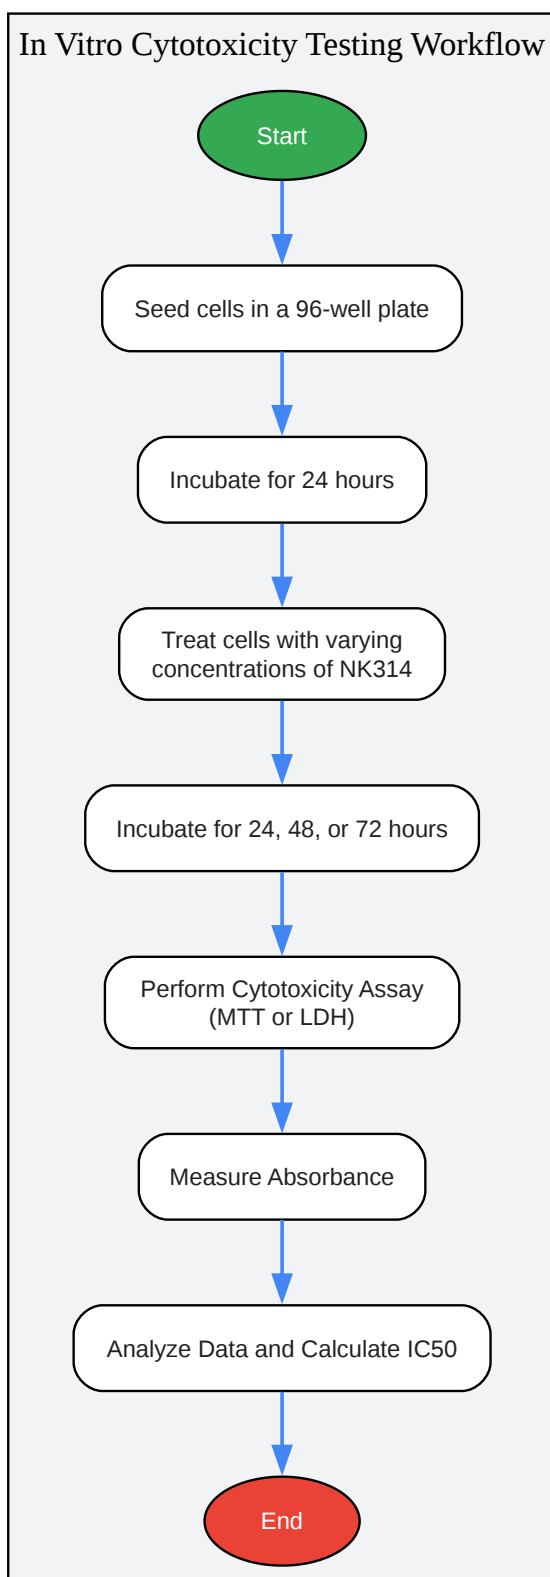 In Vitro Cytotoxicity Testing Workflow
Start
Seed cells in a 96-well plate
Incubate for 24 hours
Treat cells with varying
concentrations of NK314
Incubate for 24, 48, or 72 hours
Perform Cytotoxicity Assay
(MTT or LDH)
Measure Absorbance
Analyze Data and Calculate IC50
End